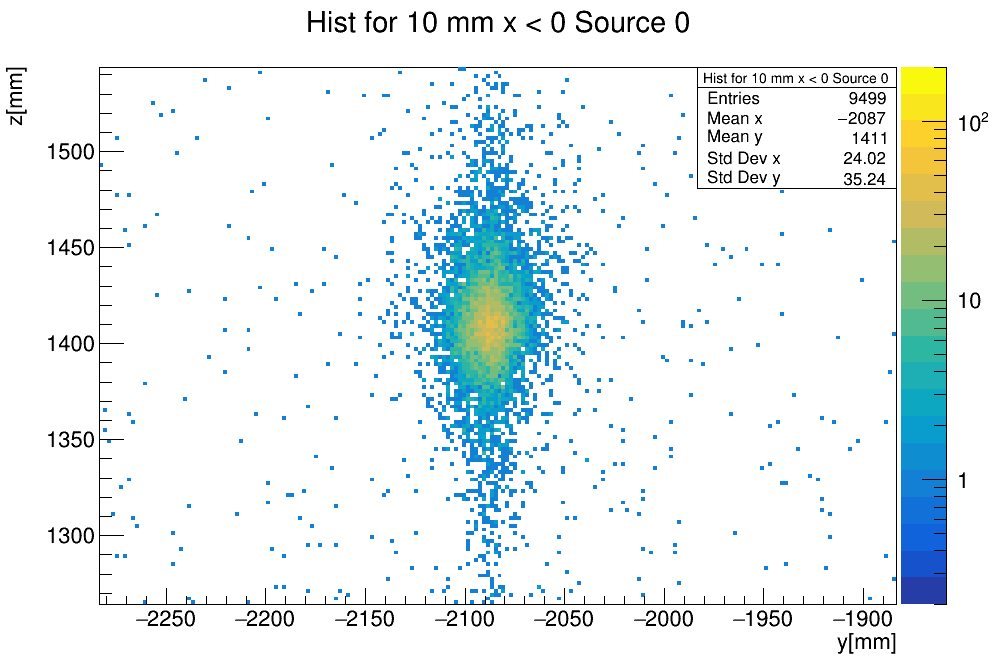 Hist for 10 mm x < 0 Source 0
z[mm]
Hist for 10 mm x < 0 Source 0
Entries 9499
Mean x −2087
Mean y 1411
Std Dev x 24.02
Std Dev y 35.24
1500
1450
1400
1350
1300
−2250 −2200 −2150 −2100 −2050 −2000 −1950 −1900
y[mm]
10²
10
1